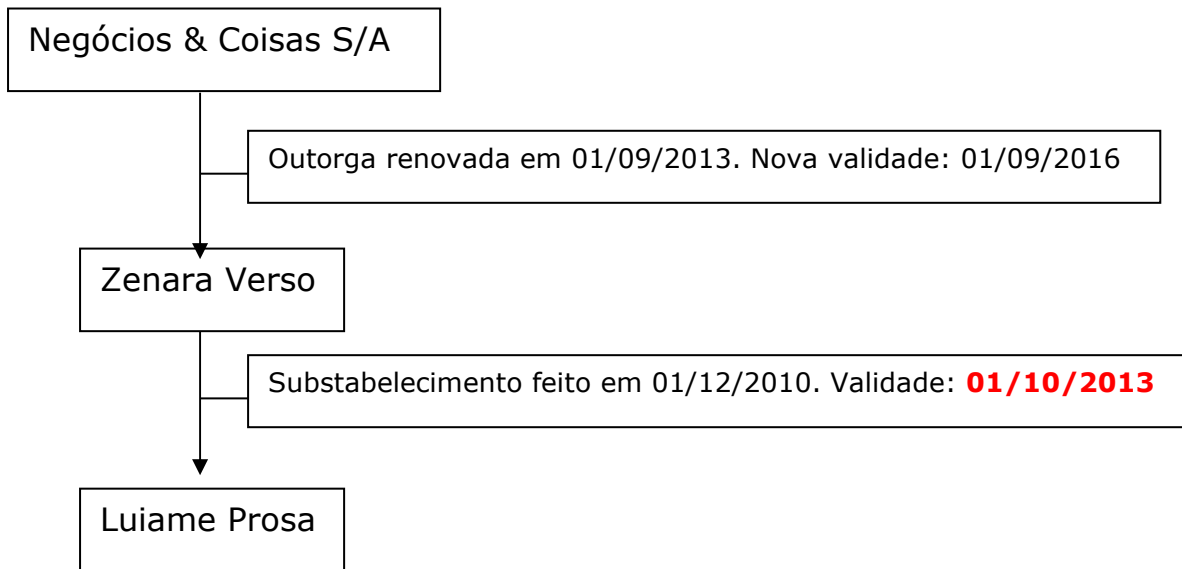 Negócios & Coisas S/A
Outorga renovada em 01/09/2013. Nova validade: 01/09/2016
Zenara Verso
Substabelecimento feito em 01/12/2010. Validade: 01/10/2013
Luiame Prosa